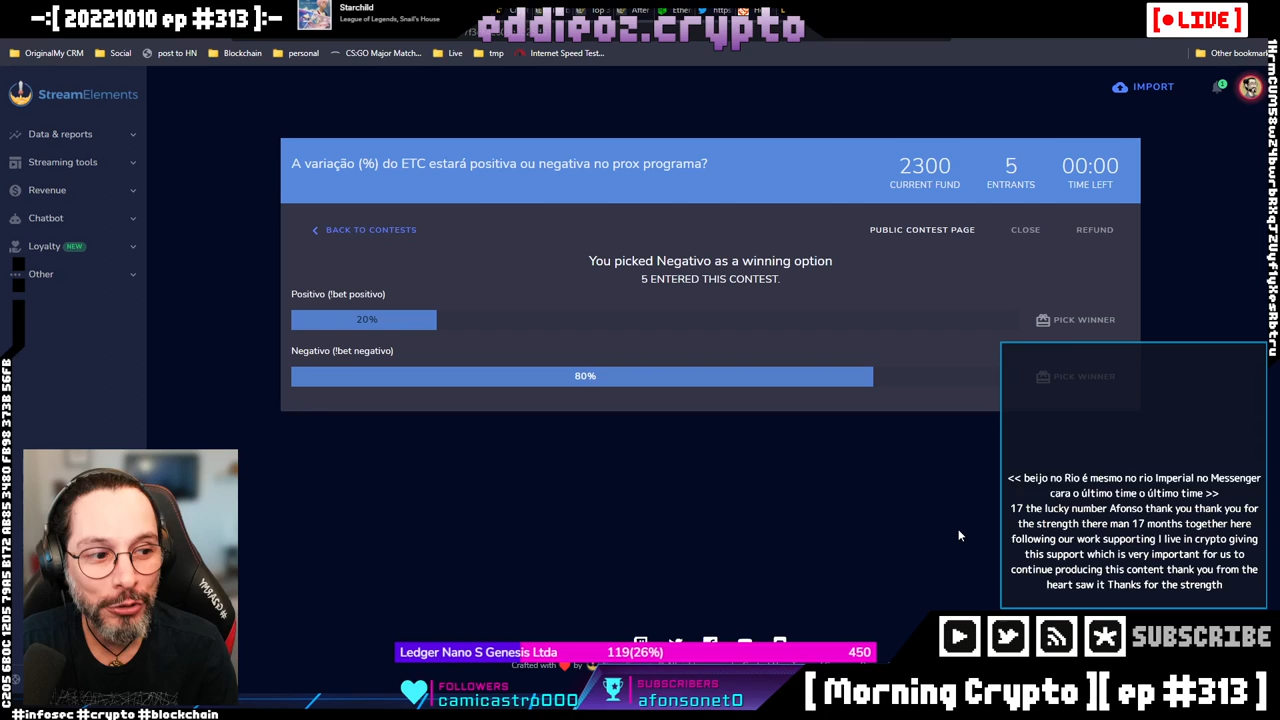 -:[ 20221010 ep #313 ]:-
Starchild
League of Legends, Snail's House
eddieoz.crypto
[ • LIVE ]
OriginalMy CRM
Social
post to HN
Blockchain
personal
CS:GO Major Match...
Live
tmp
Internet Speed Test...
Other bookmar
StreamElements
IMPORT
1
Data & reports
Streaming tools
Revenue
Chatbot
Loyalty NEW
Other
A variação (%) do ETC estará positiva ou negativa no prox programa?
2300
CURRENT FUND
5
ENTRANTS
00:00
TIME LEFT
BACK TO CONTESTS
PUBLIC CONTEST PAGE
CLOSE
REFUND
You picked Negativo as a winning option
5 ENTERED THIS CONTEST.
Positivo (!bet positivo)
20%
PICK WINNER
Negativo (!bet negativo)
80%
PICK WINNER
<< beijo no Rio é mesmo no rio Imperial no Messenger
cara o último time o último time >>
17 the lucky number Afonso thank you thank you for
the strength there man 17 months together here
following our work supporting I live in crypto giving
this support which is very important for us to
continue producing this content thank you from the
heart saw it Thanks for the strength
SUBSCRIBE
Ledger Nano S Genesis Ltda
119(26%)
450
Crafted with
by
FOLLOWERS
camicastrp000
SUBSCRIBERS
afonsonet0
[ Morning Crypto ][ ep #313 ]
#infosec #crypto #blockchain